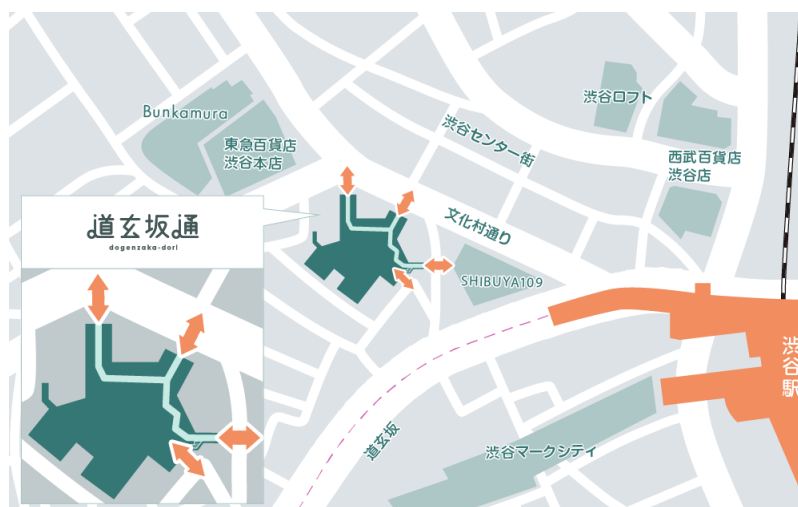 Bunkamura
東急百貨店
渋谷本店
渋谷センター街
渋谷ロフト
西武百貨店
渋谷店
道玄坂通
dogenzaka-dori
文化村通り
SHIBUYA109
渋谷駅
道玄坂
渋谷マークシティ